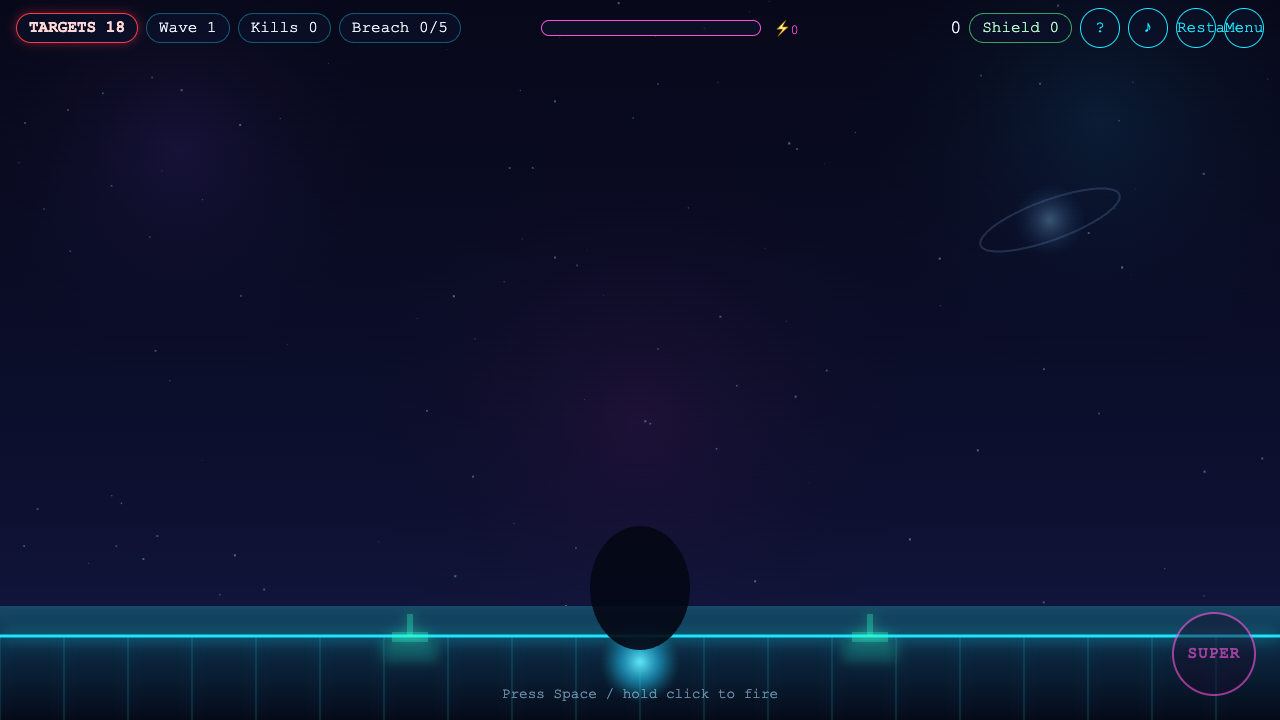 TARGETS 18 Wave 1 Kills 0 Breach 0/5 ⚡0 0 Shield 0 ? ♪ Resta Menu
SUPER
Press Space / hold click to fire